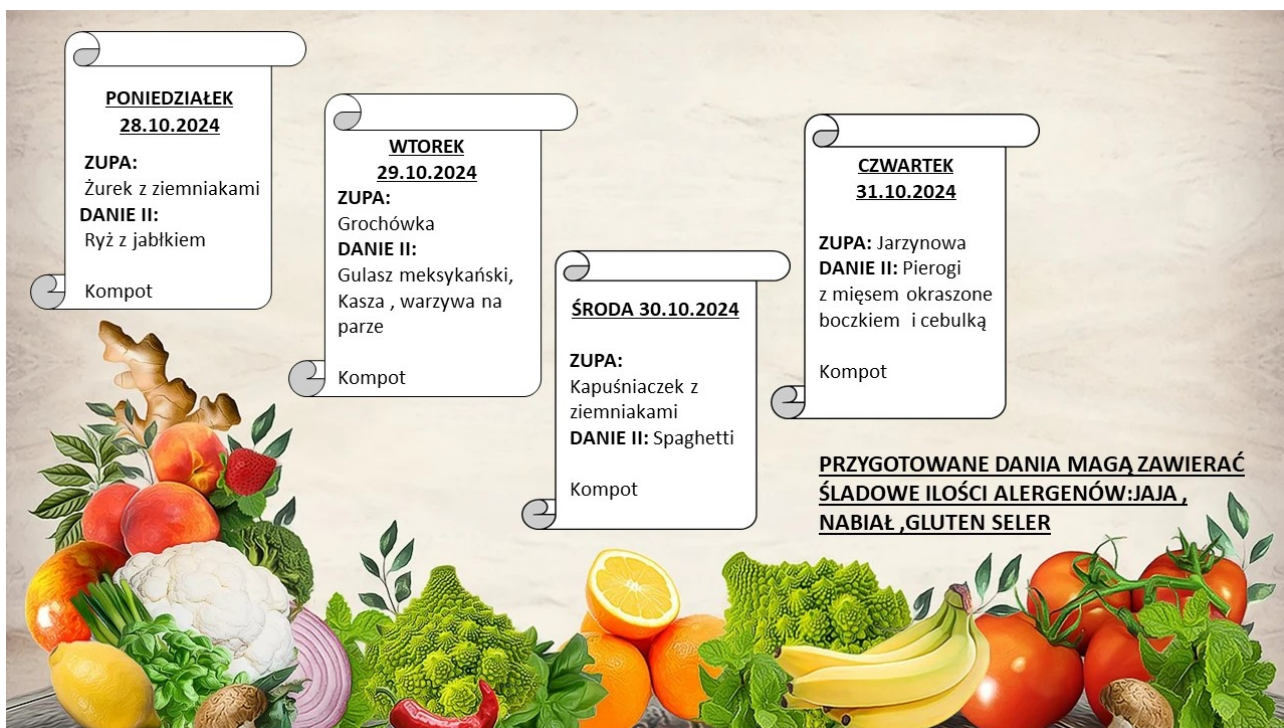 PONIEDZIAŁEK
28.10.2024
ZUPA:
Żurek z ziemniakami
DANIE II:
Ryż z jabłkiem
Kompot
WTOREK
29.10.2024
ZUPA:
Grochówka
DANIE II:
Gulasz meksykański,
Kasza , warzywa na
parze
Kompot
ŚRODA 30.10.2024
ZUPA:
Kapuśniaczek z
ziemniakami
DANIE II: Spaghetti
Kompot
CZWARTEK
31.10.2024
ZUPA: Jarzynowa
DANIE II: Pierogi
z mięsem okraszone
boczkiem i cebulką
Kompot
PRZYGOTOWANE DANIA MAGĄ ZAWIERAĆ
ŚLADOWE ILOŚCI ALERGENÓW:JAJA ,
NABIAŁ ,GLUTEN SELER